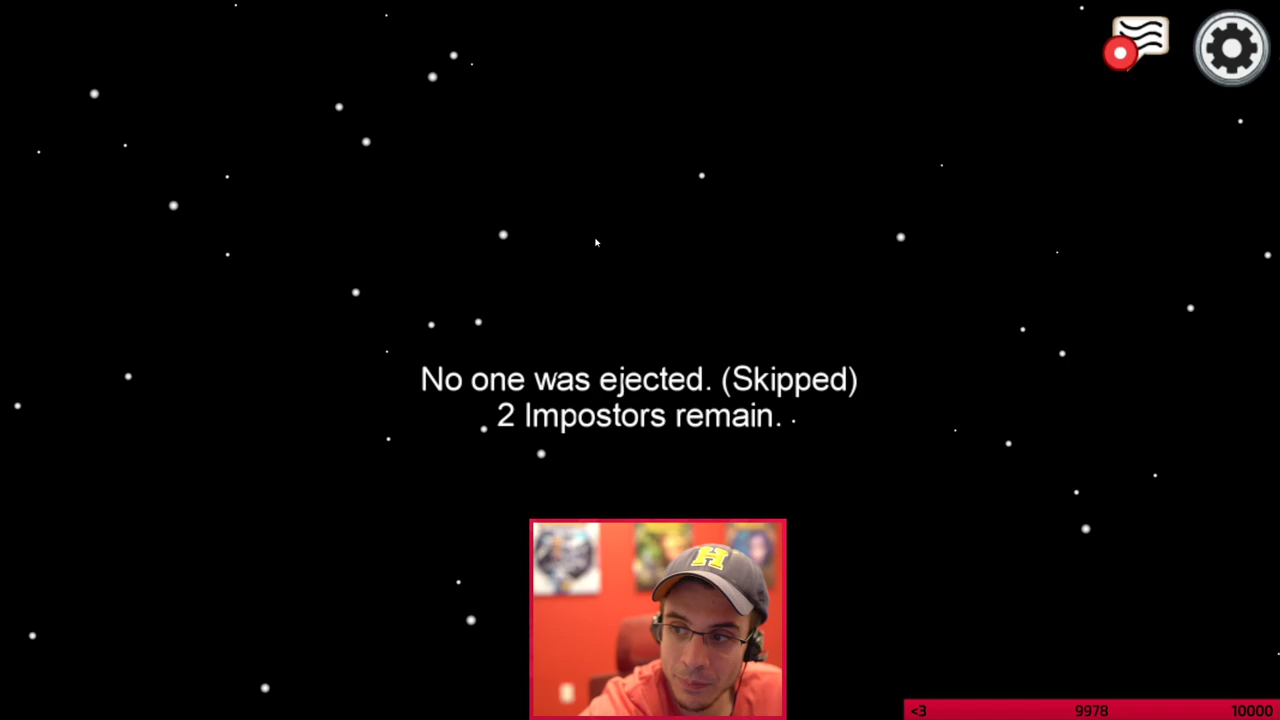 No one was ejected. (Skipped)
2 Impostors remain.
H
<3 9978 10000